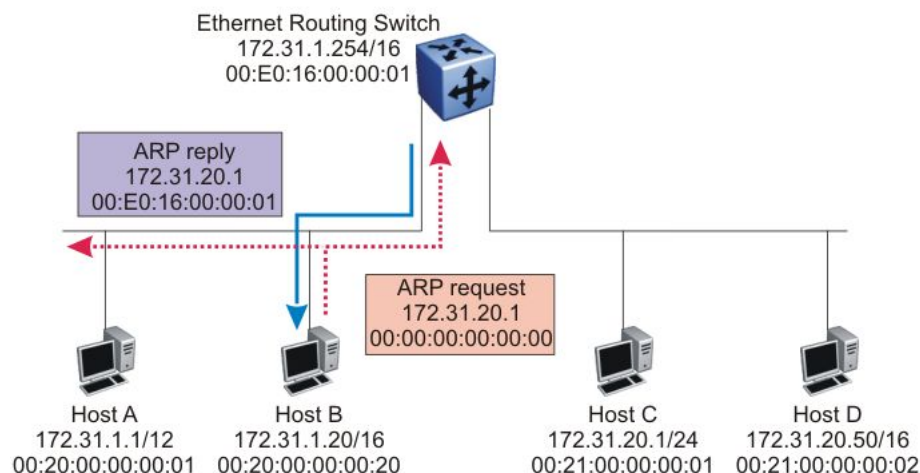 Ethernet Routing Switch
172.31.1.254/16
00:E0:16:00:00:01
ARP reply
172.31.20.1
00:E0:16:00:00:01
ARP request
172.31.20.1
00:00:00:00:00:00
Host A
172.31.1.1/12
00:20:00:00:00:01
Host B
172.31.1.20/16
00:20:00:00:00:20
Host C
172.31.20.1/24
00:21:00:00:00:01
Host D
172.31.20.50/16
00:21:00:00:00:02